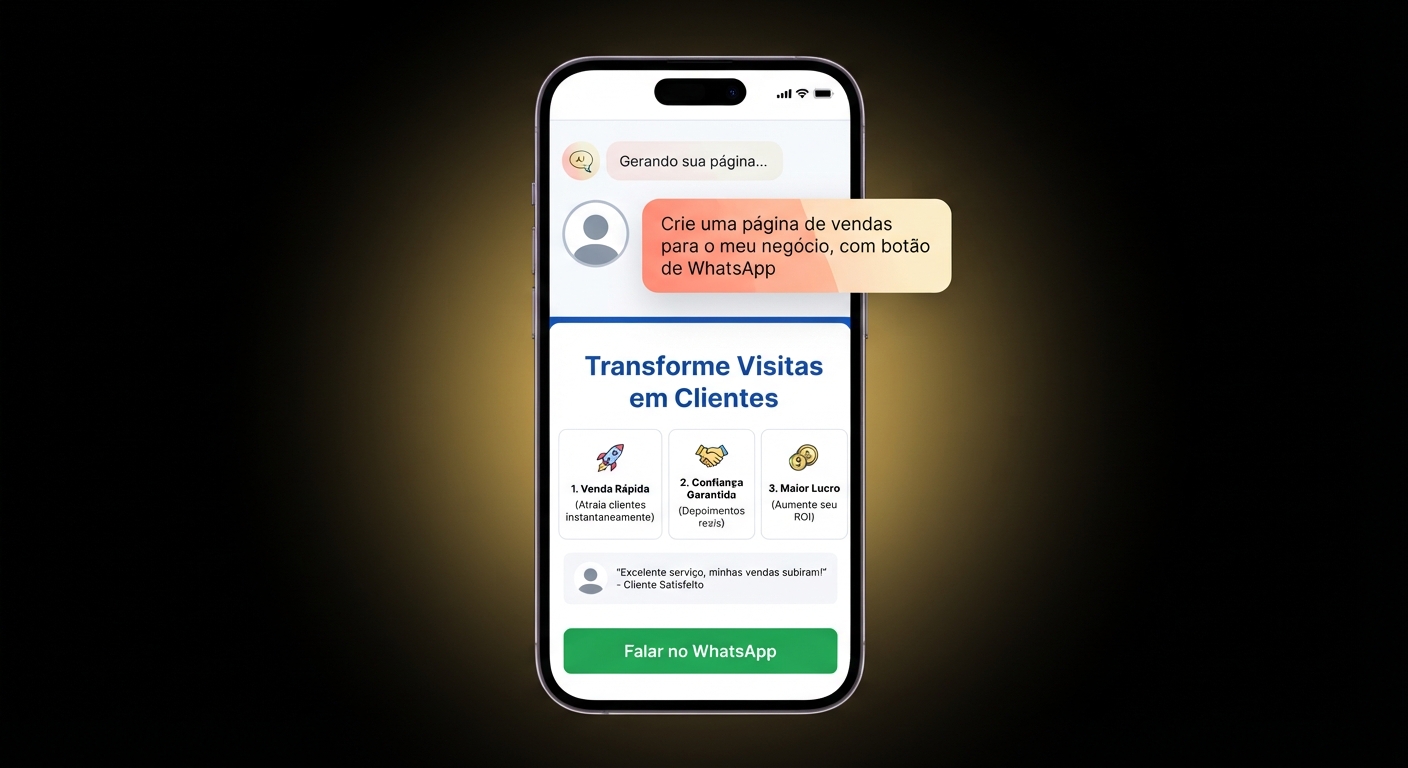 Gerando sua página...
Crie uma página de vendas
para o meu negócio, com botão
de WhatsApp
Transforme Visitas
em Clientes
1. Venda Rápida
(Atraia clientes
instantaneamente)
2. Confiança
Garantida
(Depoimentos
reais)
3. Maior Lucro
(Aumente seu
ROI)
"Excelente serviço, minhas vendas subiram!"
- Cliente Satisfelto
Falar no WhatsApp